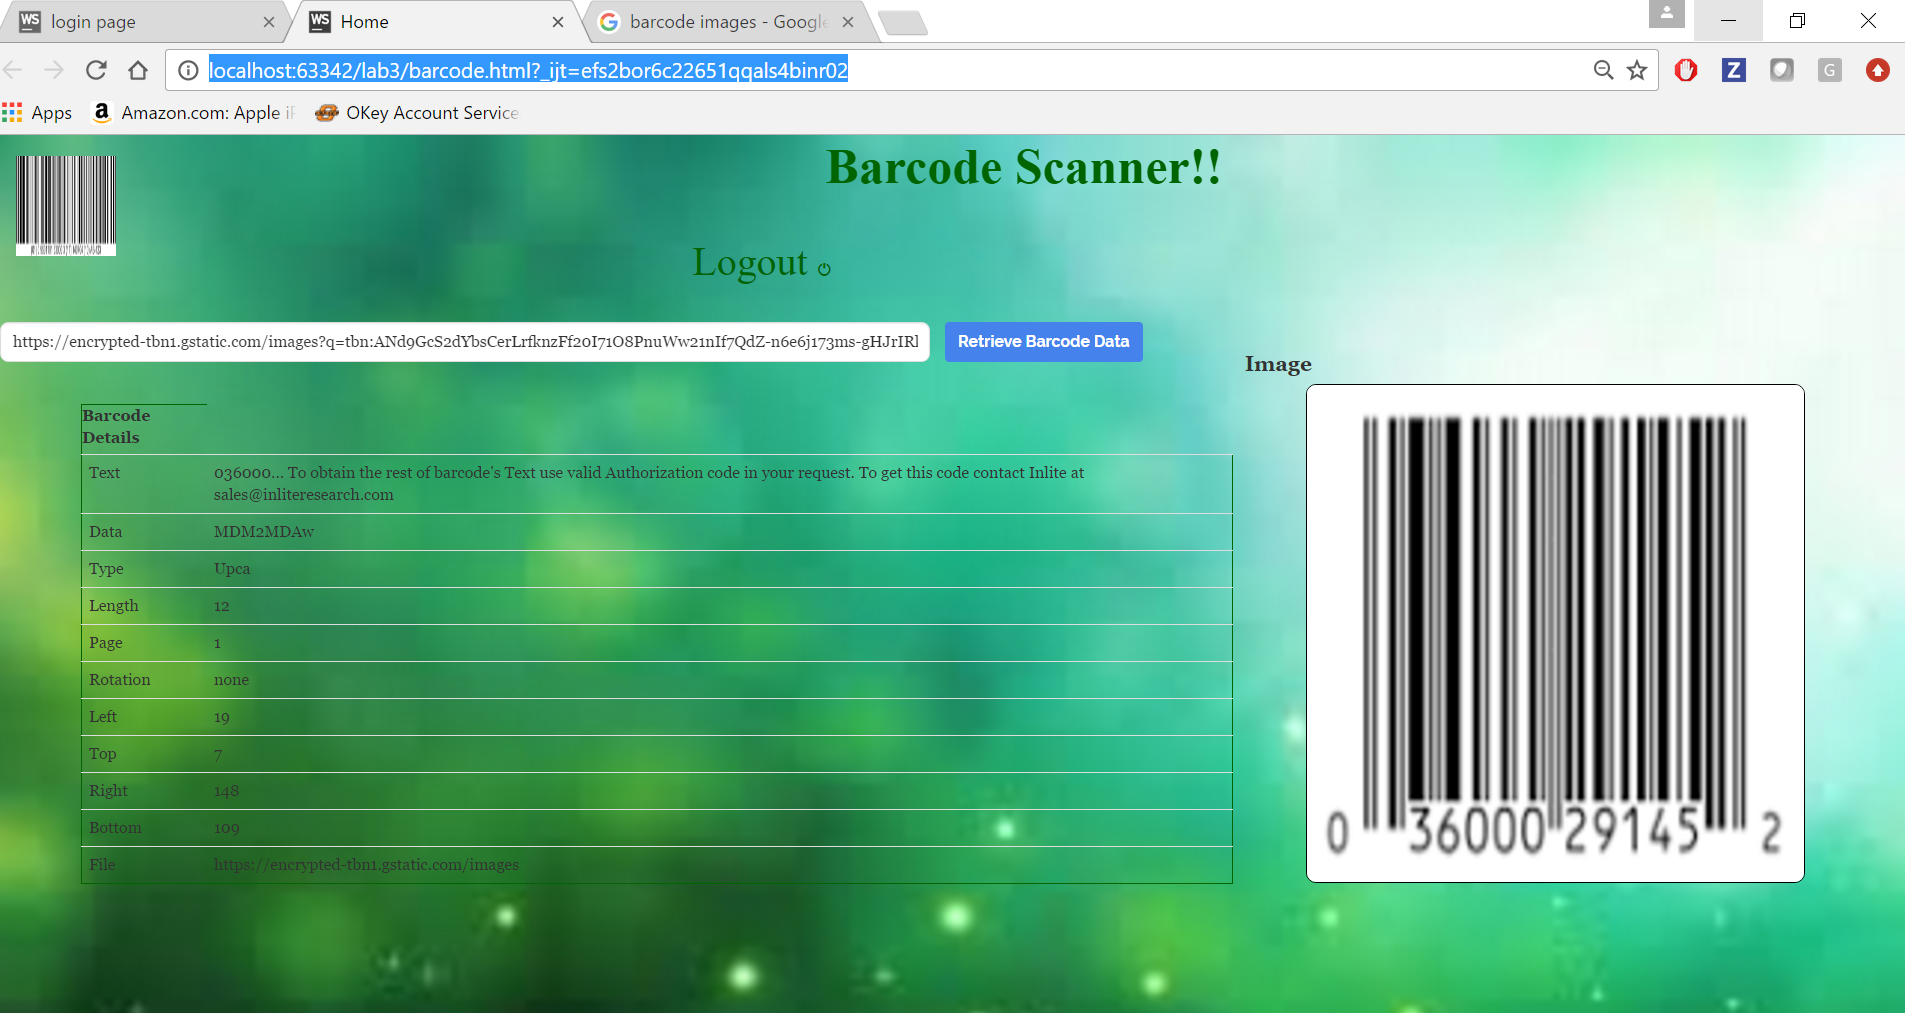 login page
Home
barcode images - Google
localhost:63342/lab3/barcode.html?_ijt=efs2bor6c22651qqals4binr02
Apps
Amazon.com: Apple iP
OKey Account Service
Barcode Scanner!!
Logout
https://encrypted-tbn1.gstatic.com/images?q=tbn:ANd9GcS2dYbsCerLrfknzFf20I71O8PnuWw21nIf7QdZ-n6e6j173ms-gHJrIRl
Retrieve Barcode Data
Image
Barcode
Details
Text 036000... To obtain the rest of barcode's Text use valid Authorization code in your request. To get this code contact Inlite at
sales@inliteresearch.com
Data MDM2MDAw
Type Upca
Length 12
Page 1
Rotation none
Left 19
Top 7
Right 148
Bottom 109
File https://encrypted-tbn1.gstatic.com/images
0 36000 29145 2